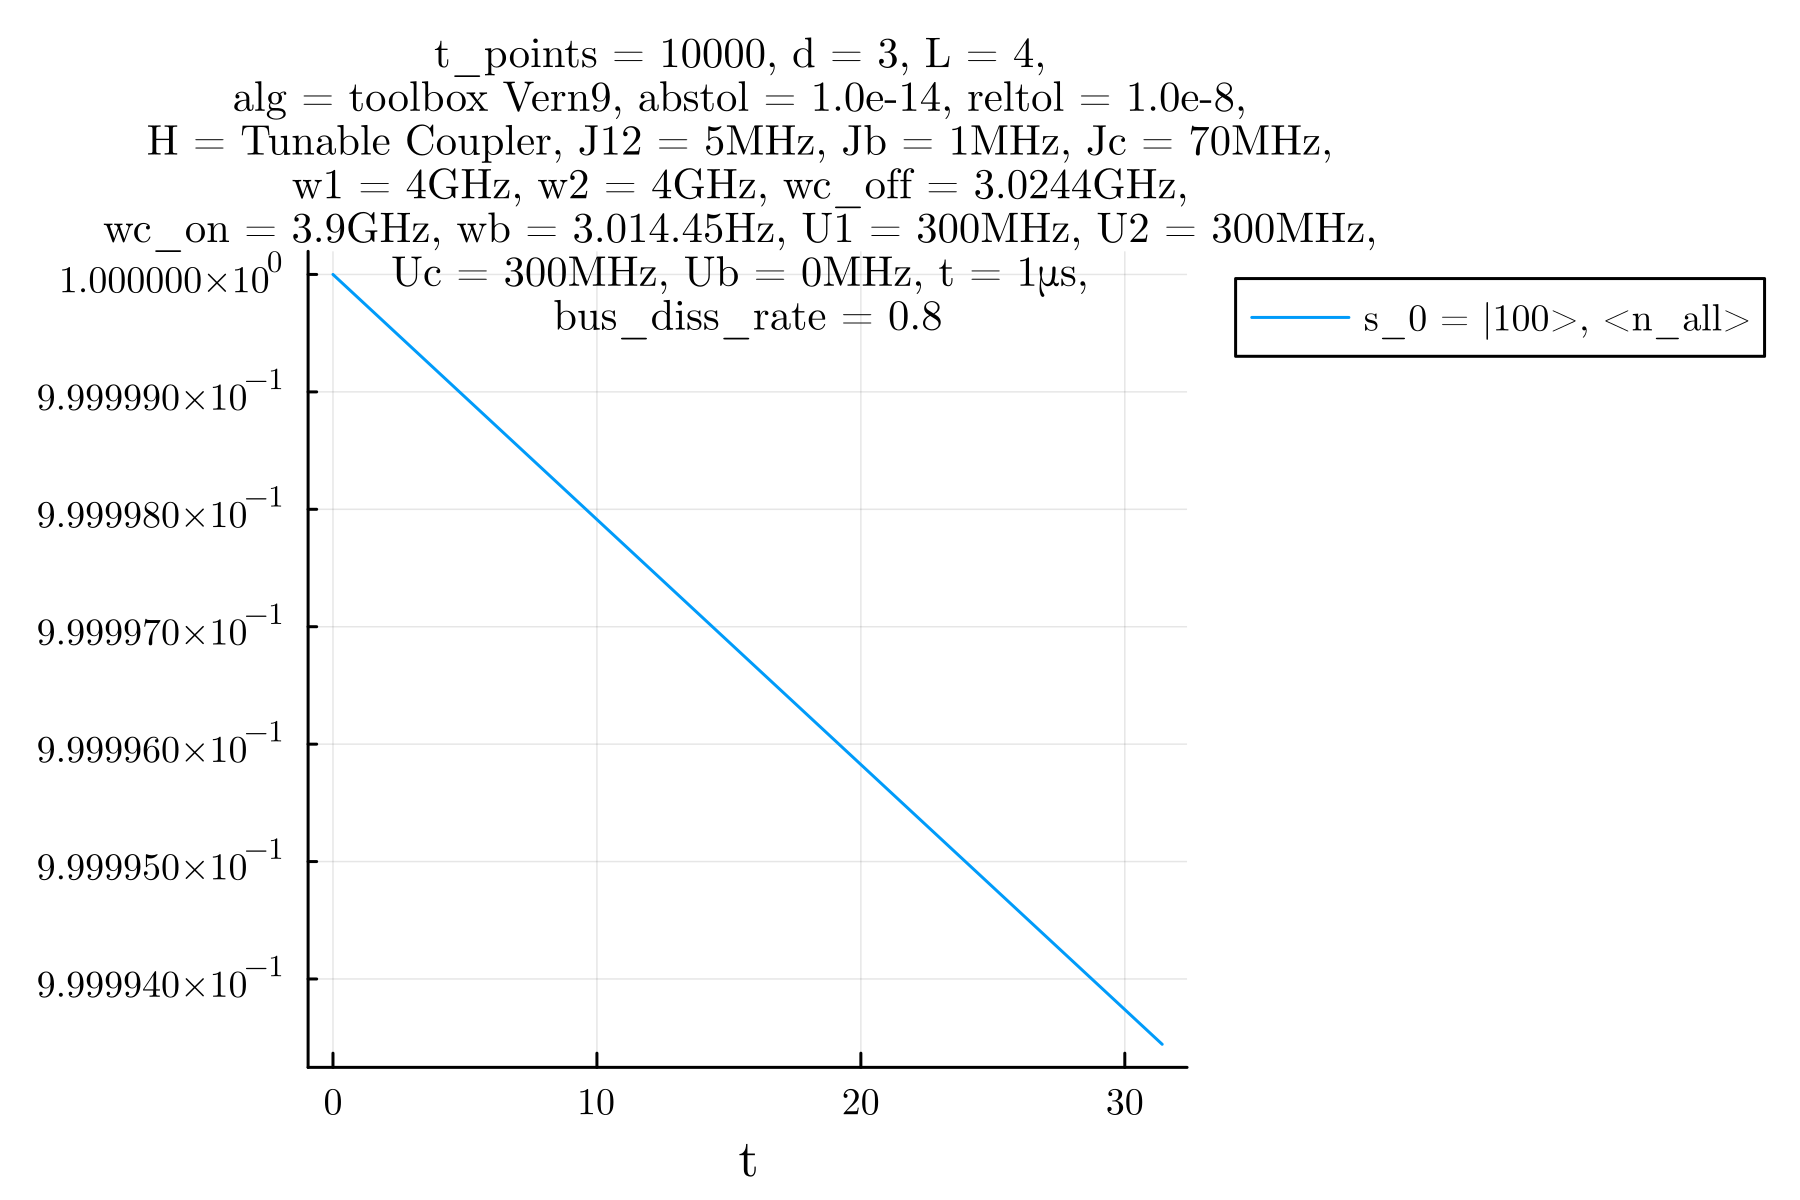 t_points = 10000, d = 3, L = 4,
alg = toolbox Vern9, abstol = 1.0e-14, reltol = 1.0e-8,
H = Tunable Coupler, J12 = 5MHz, Jb = 1MHz, Jc = 70MHz,
w1 = 4GHz, w2 = 4GHz, wc_off = 3.0244GHz,
wc_on = 3.9GHz, wb = 3.014.45Hz, U1 = 300MHz, U2 = 300MHz,
Uc = 300MHz, Ub = 0MHz, t = 1μs,
bus_diss_rate = 0.8
s_0 = |100>, <n_all>
1.000000×10⁰
9.999990×10⁻¹
9.999980×10⁻¹
9.999970×10⁻¹
9.999960×10⁻¹
9.999950×10⁻¹
9.999940×10⁻¹
0 10 20 30
t